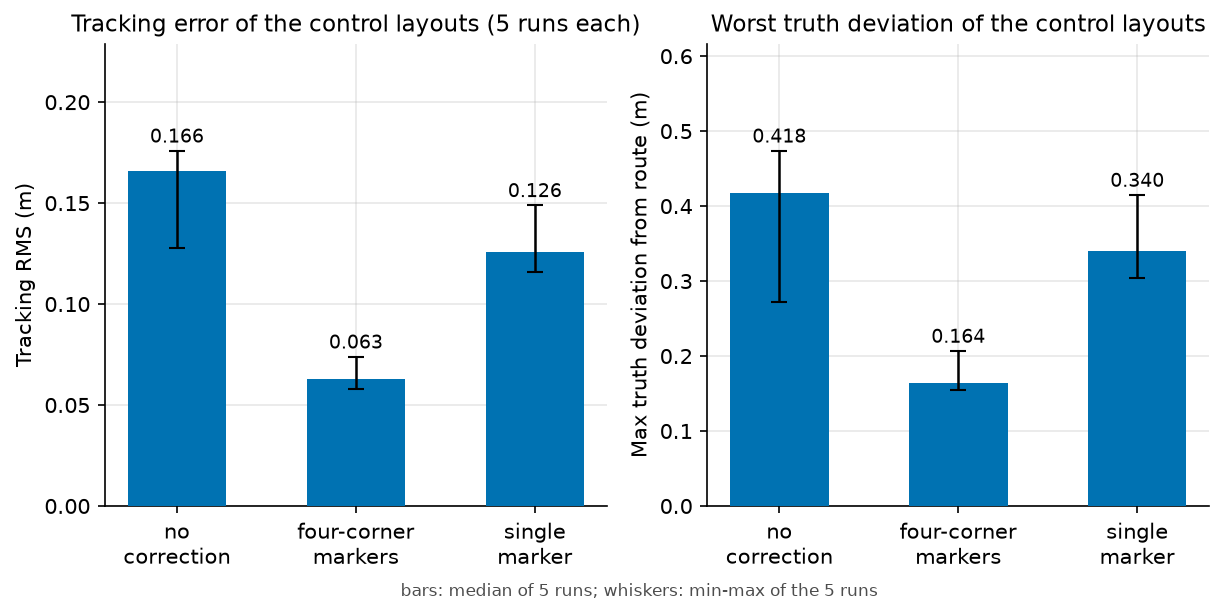 Tracking error of the control layouts (5 runs each)
Tracking RMS (m)
0.20
0.15
0.10
0.05
0.00
0.166
0.063
0.126
no
correction
four-corner
markers
single
marker
Worst truth deviation of the control layouts
Max truth deviation from route (m)
0.6
0.5
0.4
0.3
0.2
0.1
0.0
0.418
0.164
0.340
no
correction
four-corner
markers
single
marker
bars: median of 5 runs; whiskers: min-max of the 5 runs